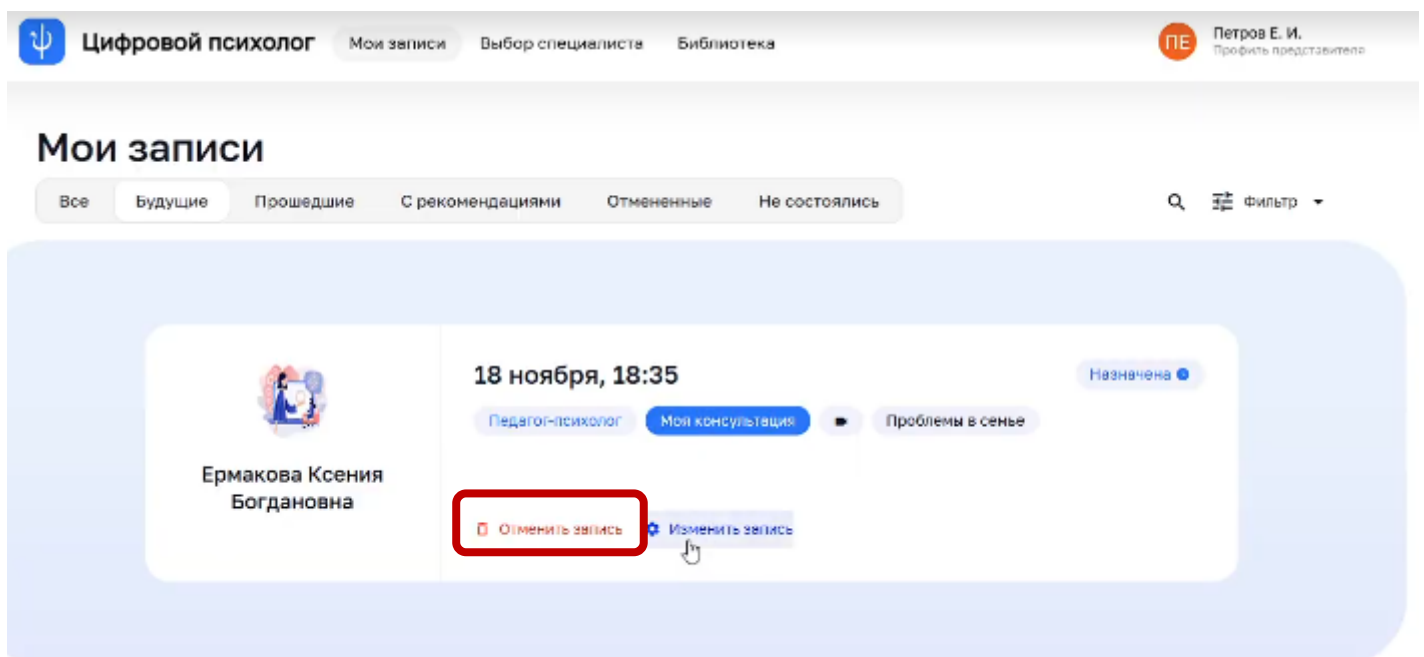 Цифровой психолог Мои записи Выбор специалиста Библиотека
ПЕ Петров Е. И.
Профиль представителя
Мои записи
Все Будущие Прошедшие С рекомендациями Отмененные Не состоялись Фильтр
18 ноября, 18:35 Назначена
Педагог-психолог Моя консультация Проблемы в семье
Ермакова Ксения
Богдановна
Отменить запись Изменить запись